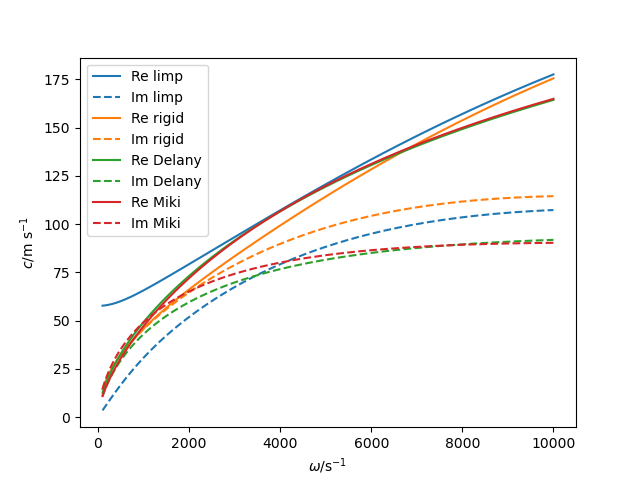 Re limp
Im limp
Re rigid
Im rigid
Re Delany
Im Delany
Re Miki
Im Miki
175
150
125
100
75
50
25
0
c/m s⁻¹
0
2000
4000
6000
8000
10000
ω/s⁻¹